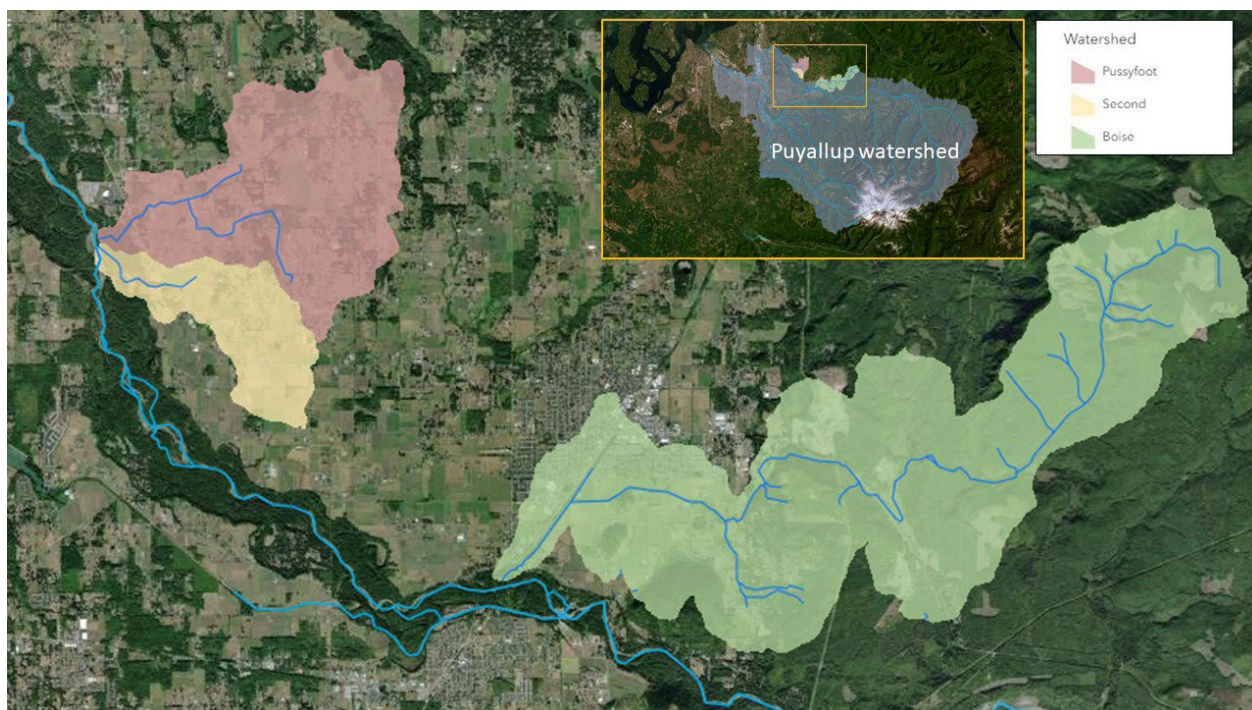 Watershed
Pussyfoot
Second
Boise
Puyallup watershed